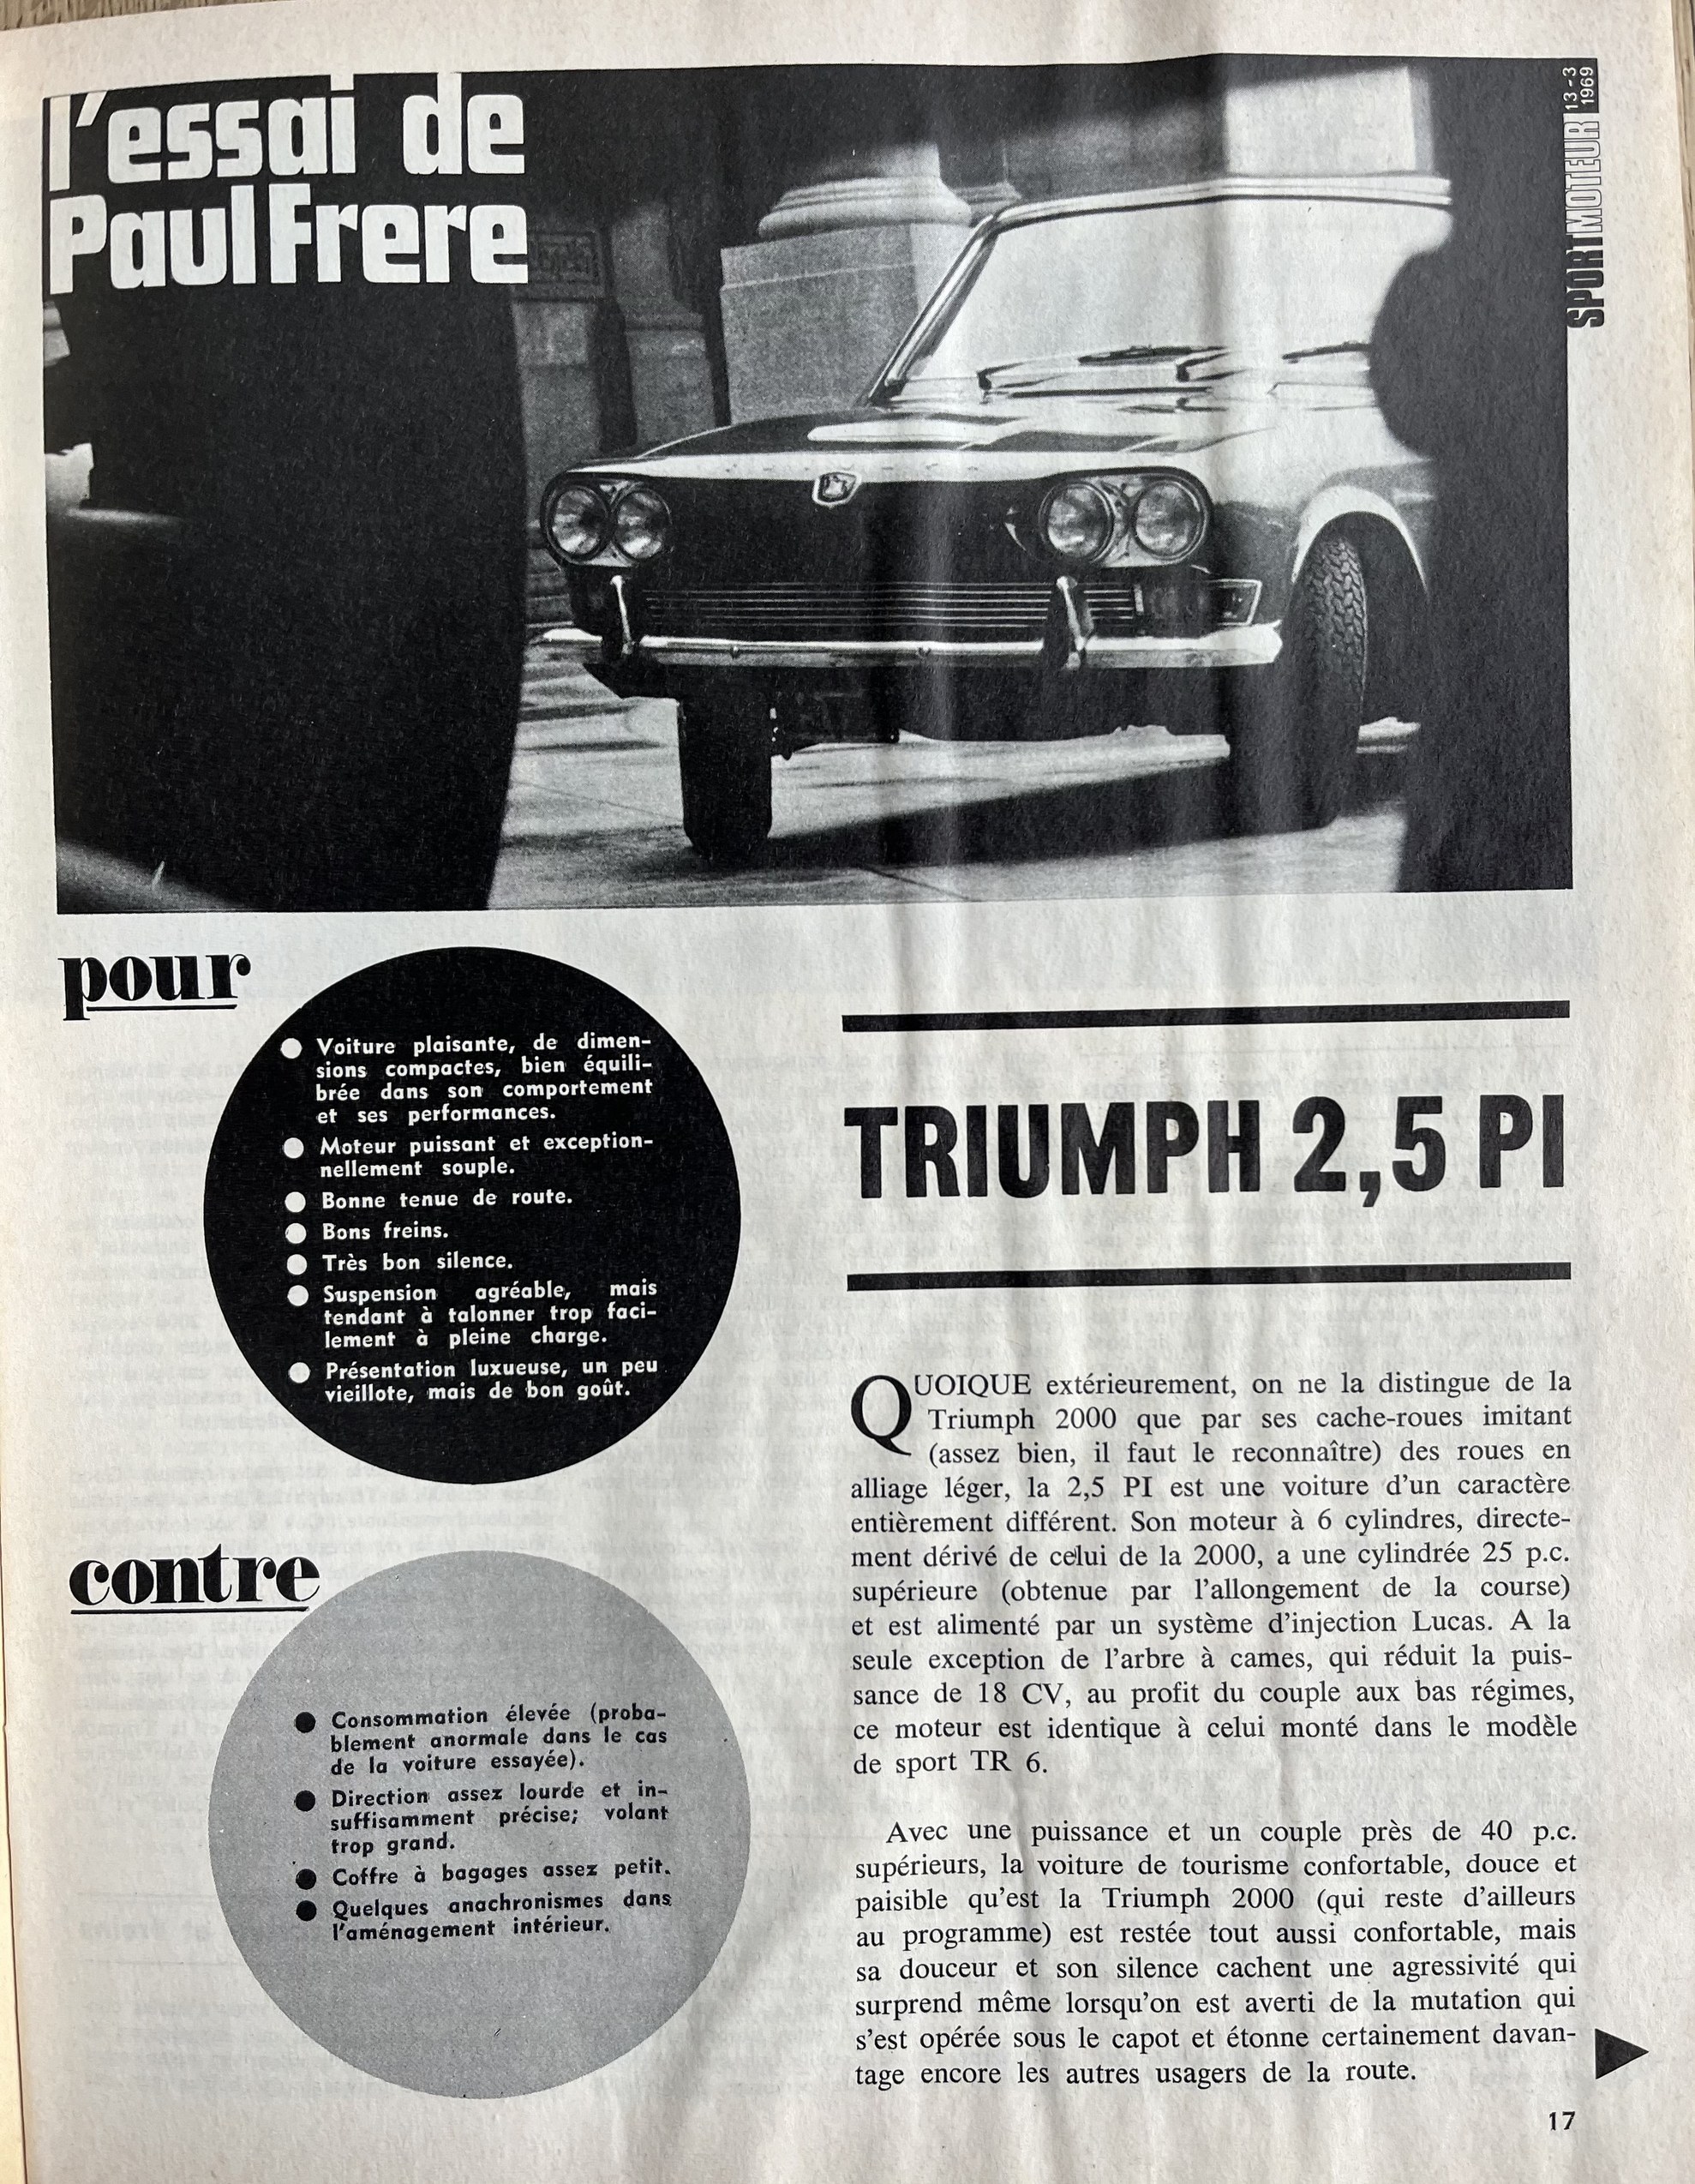 l'essai de
Paul Frere
SPORTMOTEUR 13-3
1969
pour
● Voiture plaisante, de dimen-
sions compactes, bien équili-
brée dans son comportement
et ses performances.
● Moteur puissant et exception-
nellement souple.
● Bonne tenue de route.
● Bons freins.
● Très bon silence.
● Suspension agréable, mais
tendant à talonner trop faci-
lement à pleine charge.
● Présentation luxueuse, un peu
vieillote, mais de bon goût.
contre
● Consommation élevée (proba-
blement anormale dans le cas
de la voiture essayée).
● Direction assez lourde et in-
suffisamment précise; volant
trop grand.
● Coffre à bagages assez petit.
● Quelques anachronismes dans
l'aménagement intérieur.
TRIUMPH 2,5 PI
QUOIQUE extérieurement, on ne la distingue de la
Triumph 2000 que par ses cache-roues imitant
(assez bien, il faut le reconnaître) des roues en
alliage léger, la 2,5 PI est une voiture d'un caractère
entièrement différent. Son moteur à 6 cylindres, directe-
ment dérivé de celui de la 2000, a une cylindrée 25 p.c.
supérieure (obtenue par l'allongement de la course)
et est alimenté par un système d'injection Lucas. A la
seule exception de l'arbre à cames, qui réduit la puis-
sance de 18 CV, au profit du couple aux bas régimes,
ce moteur est identique à celui monté dans le modèle
de sport TR 6.
Avec une puissance et un couple près de 40 p.c.
supérieurs, la voiture de tourisme confortable, douce et
paisible qu'est la Triumph 2000 (qui reste d'ailleurs
au programme) est restée tout aussi confortable, mais
sa douceur et son silence cachent une agressivité qui
surprend même lorsqu'on est averti de la mutation qui
s'est opérée sous le capot et étonne certainement davan-
tage encore les autres usagers de la route.
17